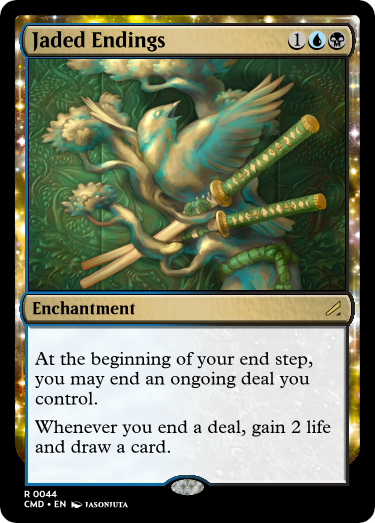 Jaded Endings 1
Enchantment
At the beginning of your end step,
you may end an ongoing deal you
control.
Whenever you end a deal, gain 2 life
and draw a card.
R 0044
CMD • EN JASONJUTA